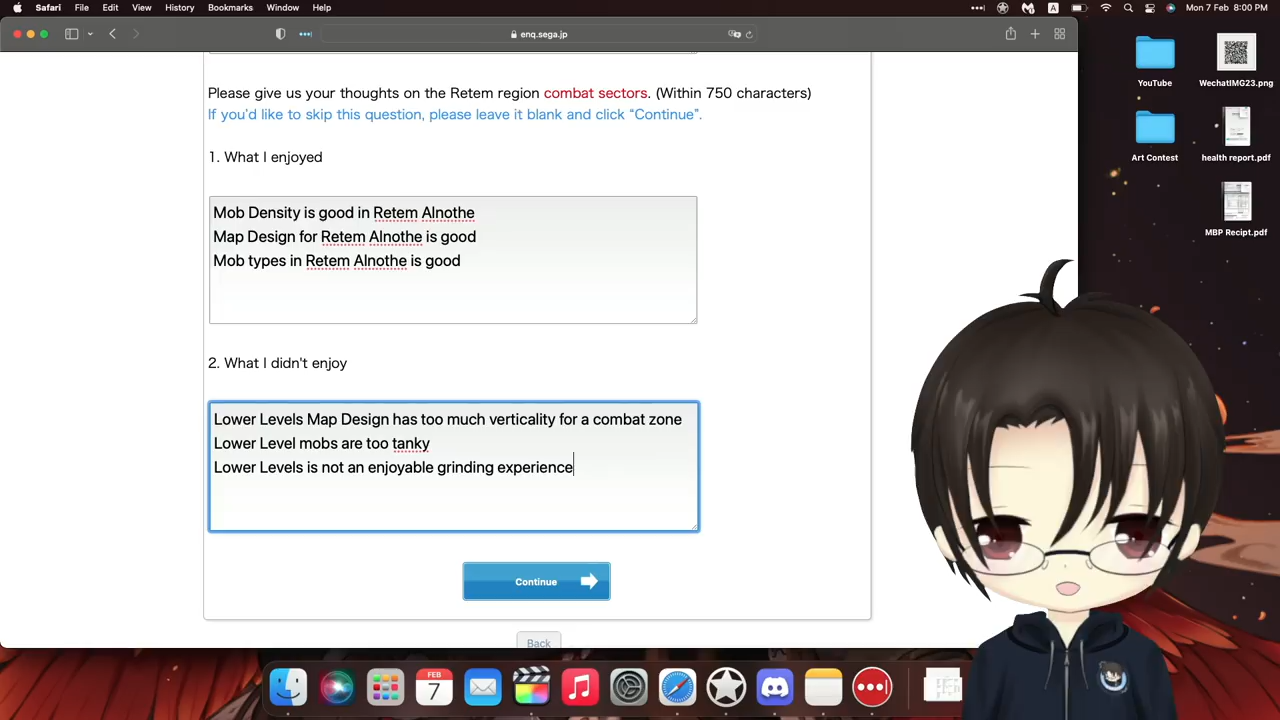 Safari File Edit View History Bookmarks Window Help A Mon 7 Feb 8:00 PM
enq.sega.jp
Please give us your thoughts on the Retem region combat sectors. (Within 750 characters)
If you'd like to skip this question, please leave it blank and click "Continue".
1. What I enjoyed
Mob Density is good in Retem Alnothe
Map Design for Retem Alnothe is good
Mob types in Retem Alnothe is good
2. What I didn't enjoy
Lower Levels Map Design has too much verticality for a combat zone
Lower Level mobs are too tanky
Lower Levels is not an enjoyable grinding experience
Continue
Back
YouTube
WechatIMG23.png
Art Contest
health report.pdf
MBP Recipt.pdf
FEB
7